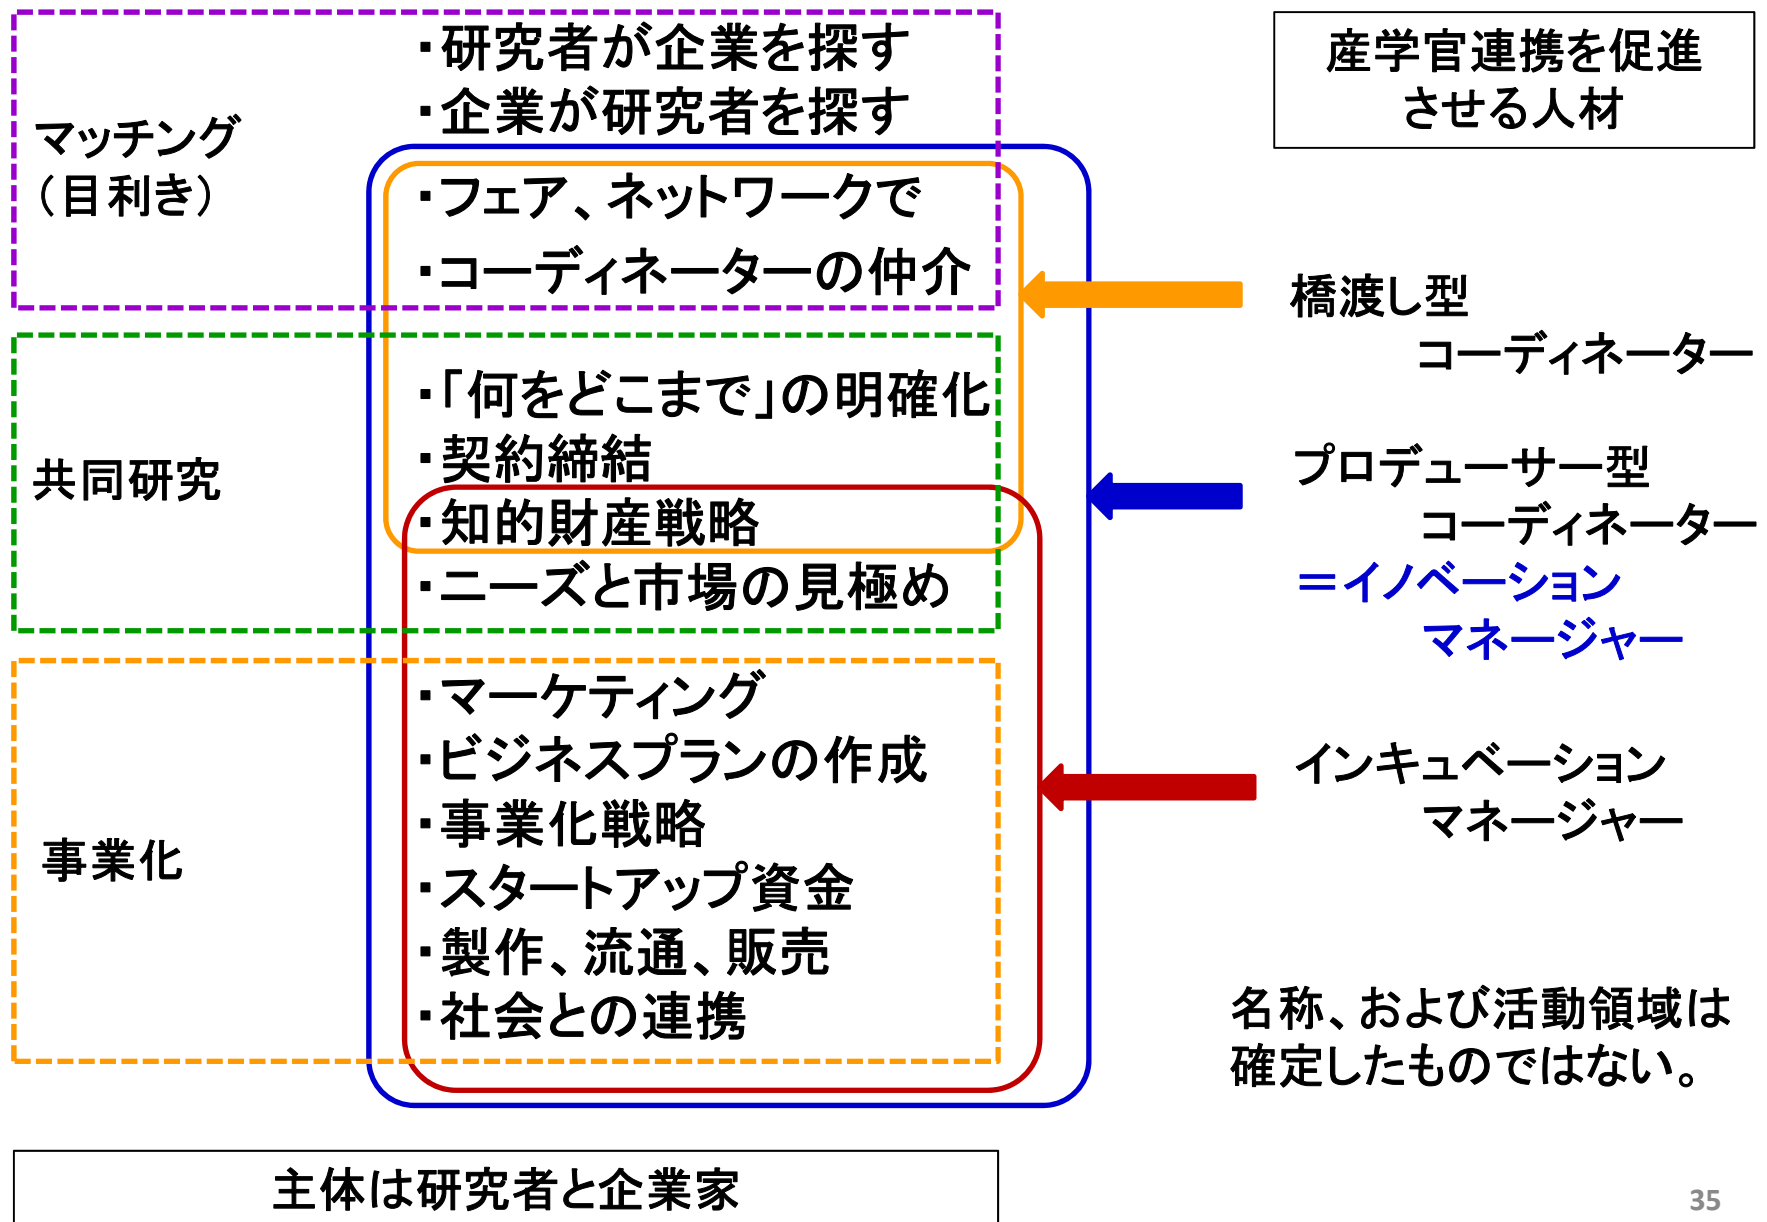 ・研究者が企業を探す
・企業が研究者を探す
マッチング
（目利き）
・フェア、ネットワークで
・コーディネーターの仲介
共同研究
・「何をどこまで」の明確化
・契約締結
・知的財産戦略
・ニーズと市場の見極め
事業化
・マーケティング
・ビジネスプランの作成
・事業化戦略
・スタートアップ資金
・製作、流通、販売
・社会との連携
主体は研究者と企業家
産学官連携を促進
させる人材
橋渡し型
コーディネーター
プロデューサー型
コーディネーター
＝イノベーション
マネージャー
インキュベーション
マネージャー
名称、および活動領域は
確定したものではない。
35